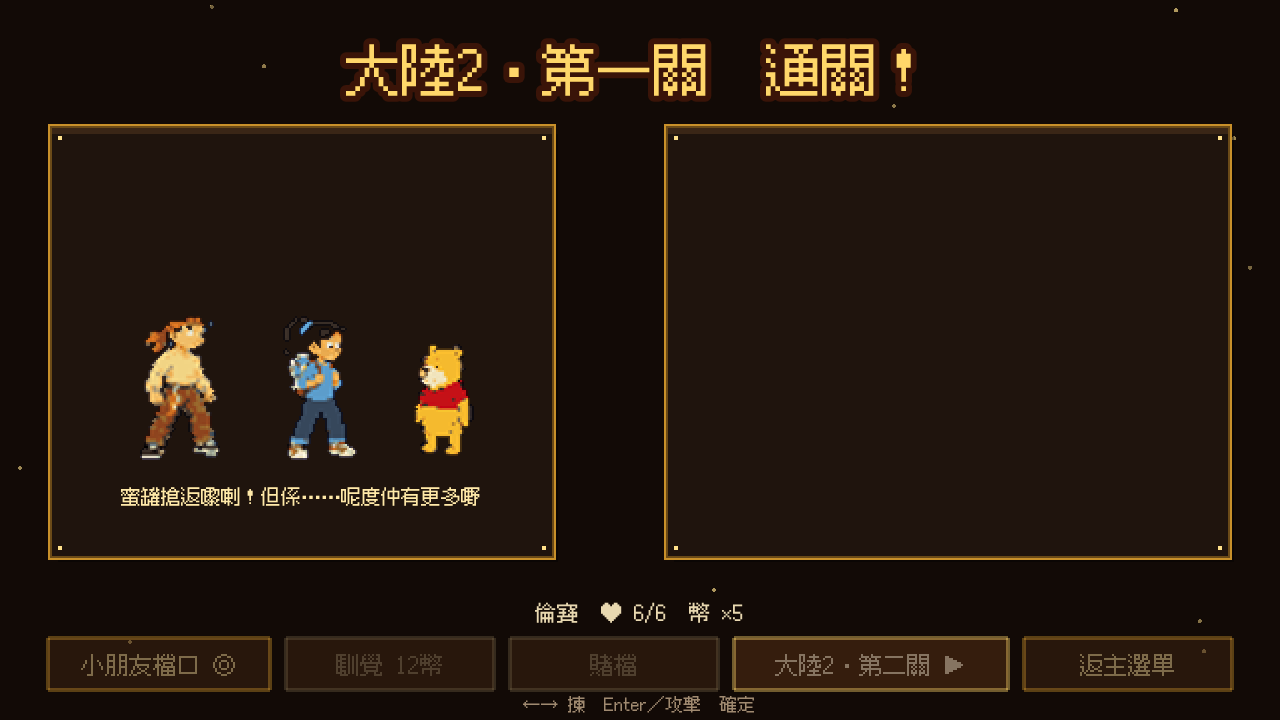 大陸2・第一關　通關！
蜜罐搶返嚟喇！但係……呢度仲有更多嘢
倫寶　♥ 6/6　幣 ×5
小朋友檔口 ◎
瞓覺 12幣
賭檔
大陸2・第二關 ▶
返主選單
←→ 揀　Enter／攻擊　確定